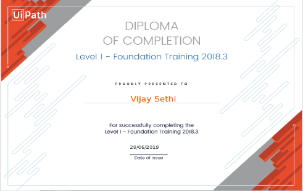 UiPath
DIPLOMA
OF COMPLETION
Level I - Foundation Training 2018.3
PROUDLY PRESENTED TO
Vijay Sethi
For successfully completing the
Level I - Foundation Training 2018.3
29/05/2019
Date of issue